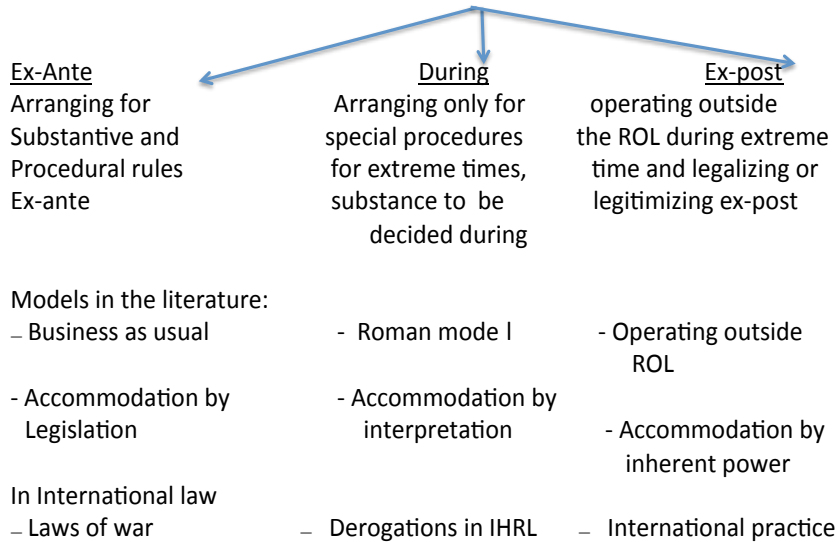 Ex-Ante
Arranging for
Substantive and
Procedural rules
Ex-ante
During
Arranging only for
special procedures
for extreme times,
substance to be
decided during
Ex-post
operating outside
the ROL during extreme
time and legalizing or
legitimizing ex-post
Models in the literature:
– Business as usual
- Accommodation by
Legislation
- Roman mode l
- Accommodation by
interpretation
- Operating outside
ROL
- Accommodation by
inherent power
In International law
– Laws of war
– Derogations in IHRL
– International practice